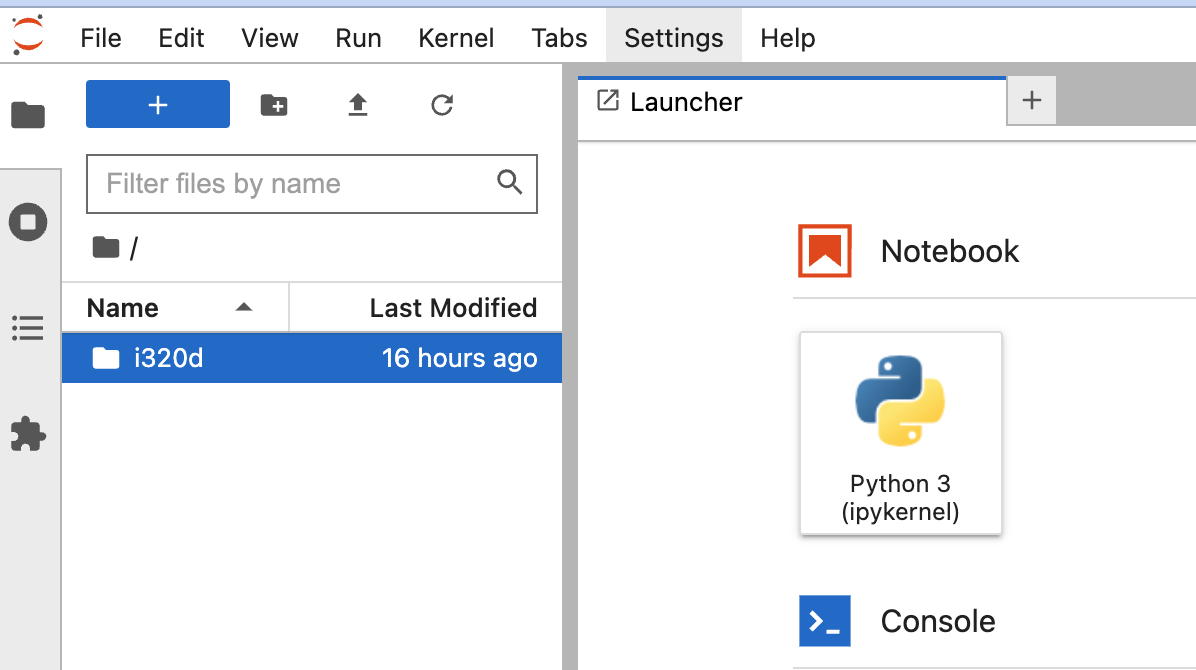 File Edit View Run Kernel Tabs Settings Help
+
Filter files by name
/
Name Last Modified
i320d 16 hours ago
Launcher +
Notebook
Python 3
(ipykernel)
Console